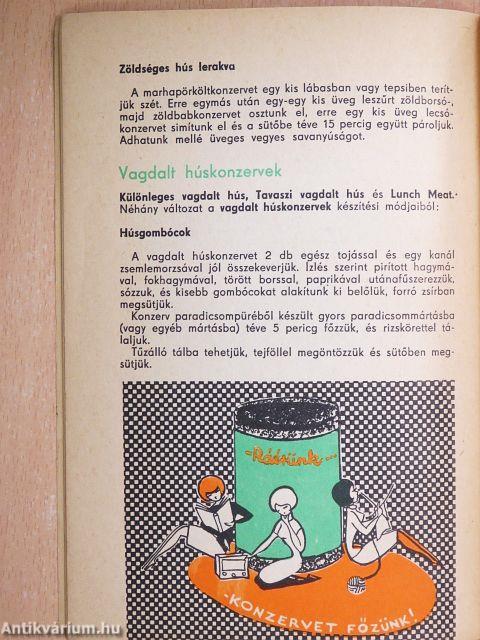 Zöldséges hús lerakva
A marhapörköltkonzervet egy kis lábasban vagy tepsiben terít-
jük szét. Erre egymás után egy-egy kis üveg leszűrt zöldborsó-,
majd zöldbabkonzervet osztunk el, erre egy kis üveg lecsó-
konzervet simítunk el és a sütőbe téve 15 percig együtt pároljuk.
Adhatunk mellé üveges vegyes savanyúságot.
Vagdalt húskonzervek
Különleges vagdalt hús, Tavaszi vagdalt hús és Lunch Meat.
Néhány változat a vagdalt húskonzervek készítési módjaiból:
Húsgombócok
A vagdalt húskonzervet 2 db egész tojással és egy kanál
zsemlemorzsával jól összekeverjük. Ízlés szerint pirított hagymá-
val, fokhagymával, törött borssal, paprikával utánafűszerezzük,
sózzuk, és kisebb gombócokat alakítunk ki belőlük, forró zsírban
megsütjük.
Konzerv paradicsompüréből készült gyors paradicsommártásba
(vagy egyéb mártásba) téve 5 pericg főzzük, és rizskörettel tá-
laljuk.
Tűzálló tálba tehetjük, tejföllel megöntözzük és sütőben meg-
sütjük.
-Ráérünk...
-KONZERVET FŐZÜNK!
Antikvárium.hu